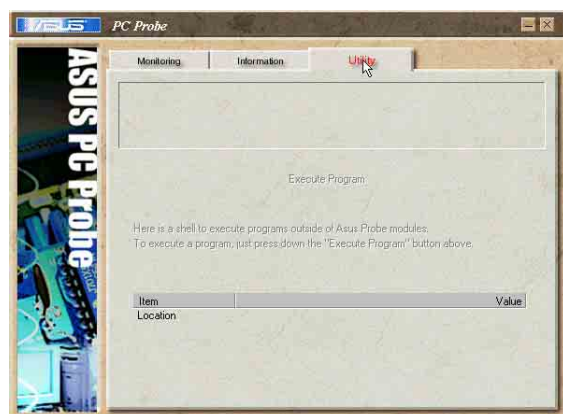 ASUS PC Probe
Monitoring Information Utility
ASUS PC Probe
Execute Program
Here is a shell to execute programs outside of Asus Probe modules.
To execute a program, just press down the "Execute Program" button above.
Item Value
Location